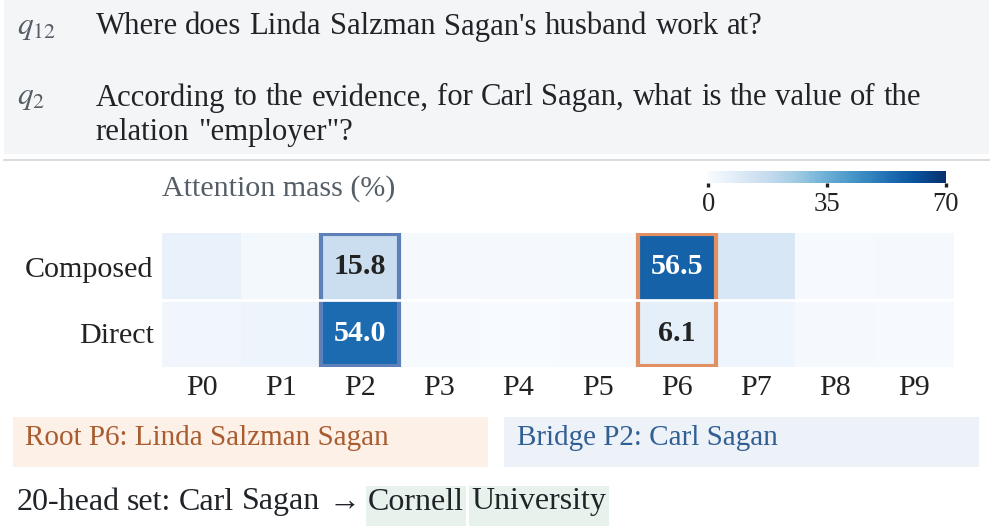 q12 Where does Linda Salzman Sagan's husband work at?
q2 According to the evidence, for Carl Sagan, what is the value of the
relation "employer"?
Attention mass (%)
0 35 70
Composed 15.8 56.5
Direct 54.0 6.1
P0 P1 P2 P3 P4 P5 P6 P7 P8 P9
Root P6: Linda Salzman Sagan
Bridge P2: Carl Sagan
20-head set: Carl Sagan → Cornell University